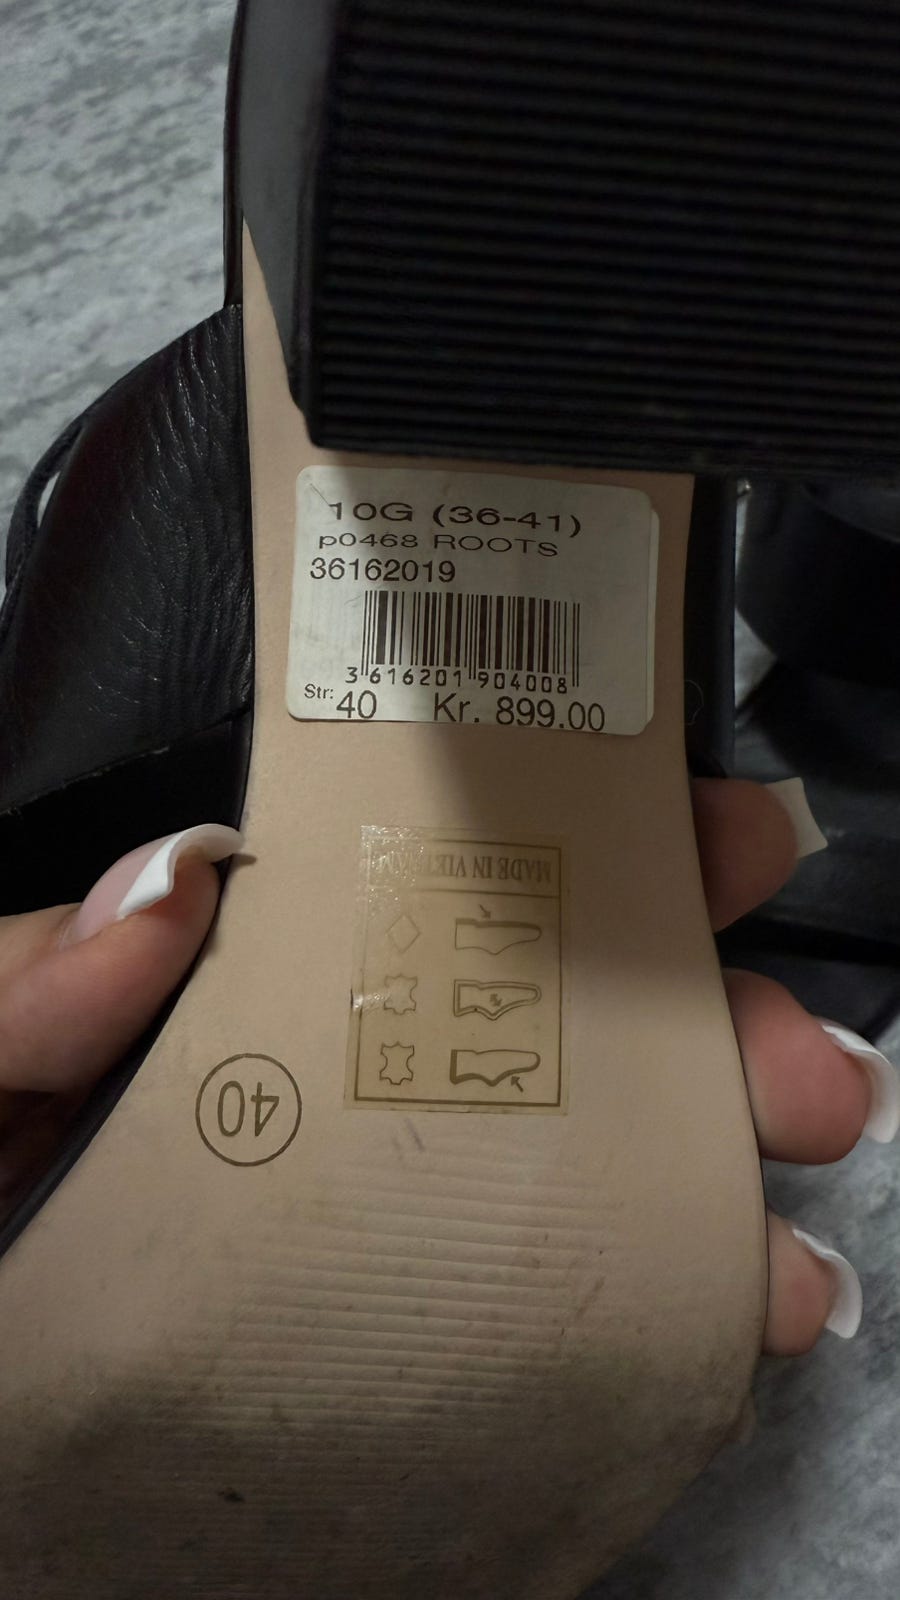 10G (36-41)
p0468 ROOTS
36162019
3 616201 904008
Str: 40 Kr. 899.00
MADE IN VIETNAM
40